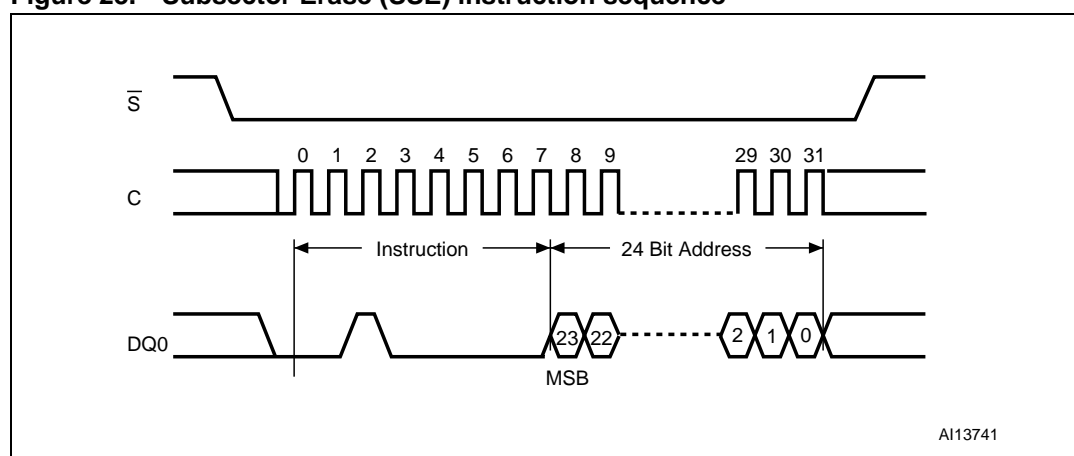 Figure 25. Subsector Erase (SSE) instruction sequence
S
0 1 2 3 4 5 6 7 8 9 29 30 31
C
Instruction 24 Bit Address
DQ0 23 22 2 1 0
MSB
AI13741